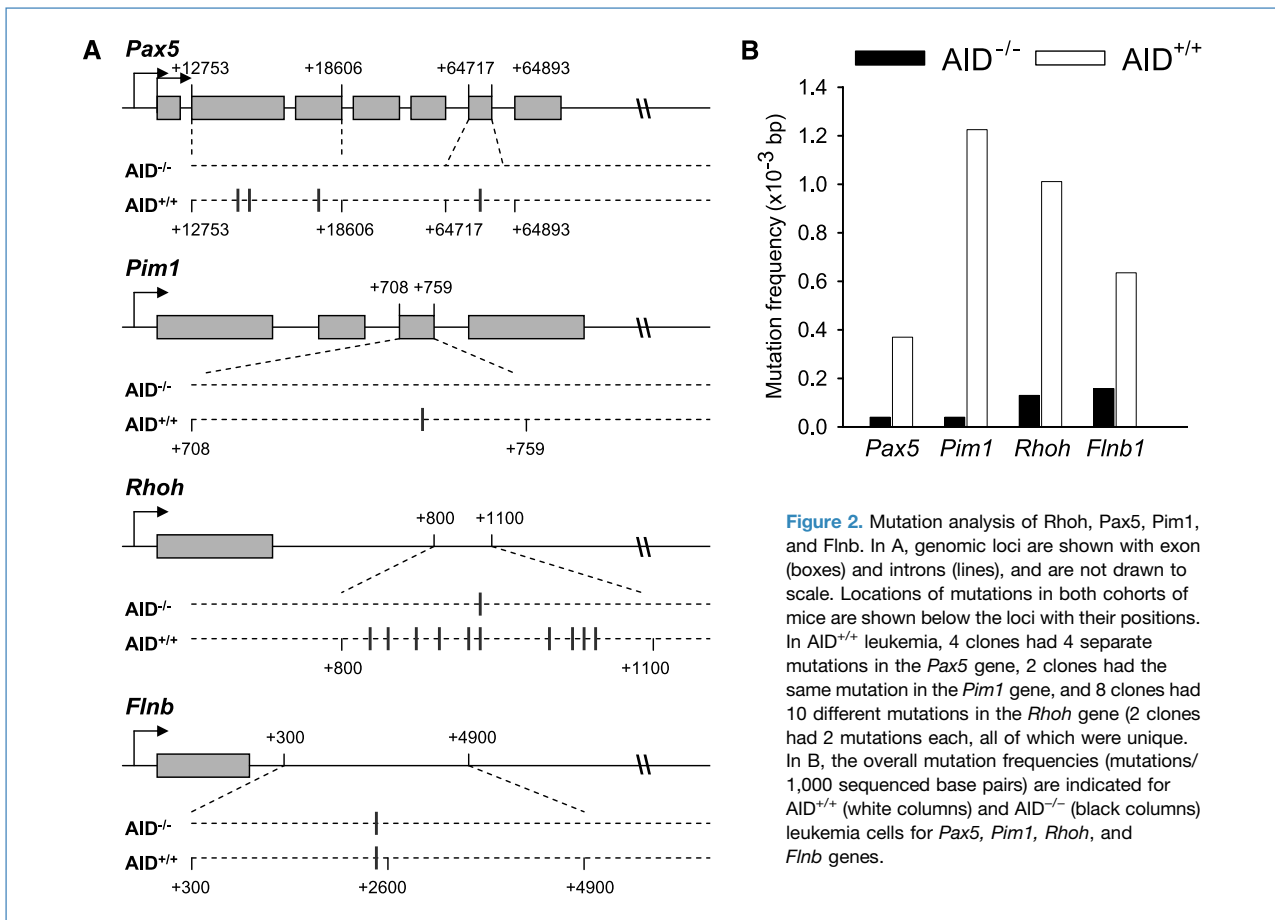 A
Pax5
+12753 +18606 +64717 +64893
AID-/-
AID+/+
+12753 +18606 +64717 +64893
Pim1
+708 +759
AID-/-
AID+/+
+708 +759
Rhoh
+800 +1100
AID-/-
AID+/+
+800 +1100
Flnb
+300 +4900
AID-/-
AID+/+
+300 +2600 +4900
B
AID-/- AID+/+
Mutation frequency (x10-3 bp)
1.4
1.2
1.0
0.8
0.6
0.4
0.2
0.0
Pax5 Pim1 Rhoh Flnb1
Figure 2. Mutation analysis of Rhoh, Pax5, Pim1,
and Flnb. In A, genomic loci are shown with exon
(boxes) and introns (lines), and are not drawn to
scale. Locations of mutations in both cohorts of
mice are shown below the loci with their positions.
In AID+/+ leukemia, 4 clones had 4 separate
mutations in the Pax5 gene, 2 clones had the
same mutation in the Pim1 gene, and 8 clones had
10 different mutations in the Rhoh gene (2 clones
had 2 mutations each, all of which were unique.
In B, the overall mutation frequencies (mutations/
1,000 sequenced base pairs) are indicated for
AID+/+ (white columns) and AID−/− (black columns)
leukemia cells for Pax5, Pim1, Rhoh, and
Flnb genes.